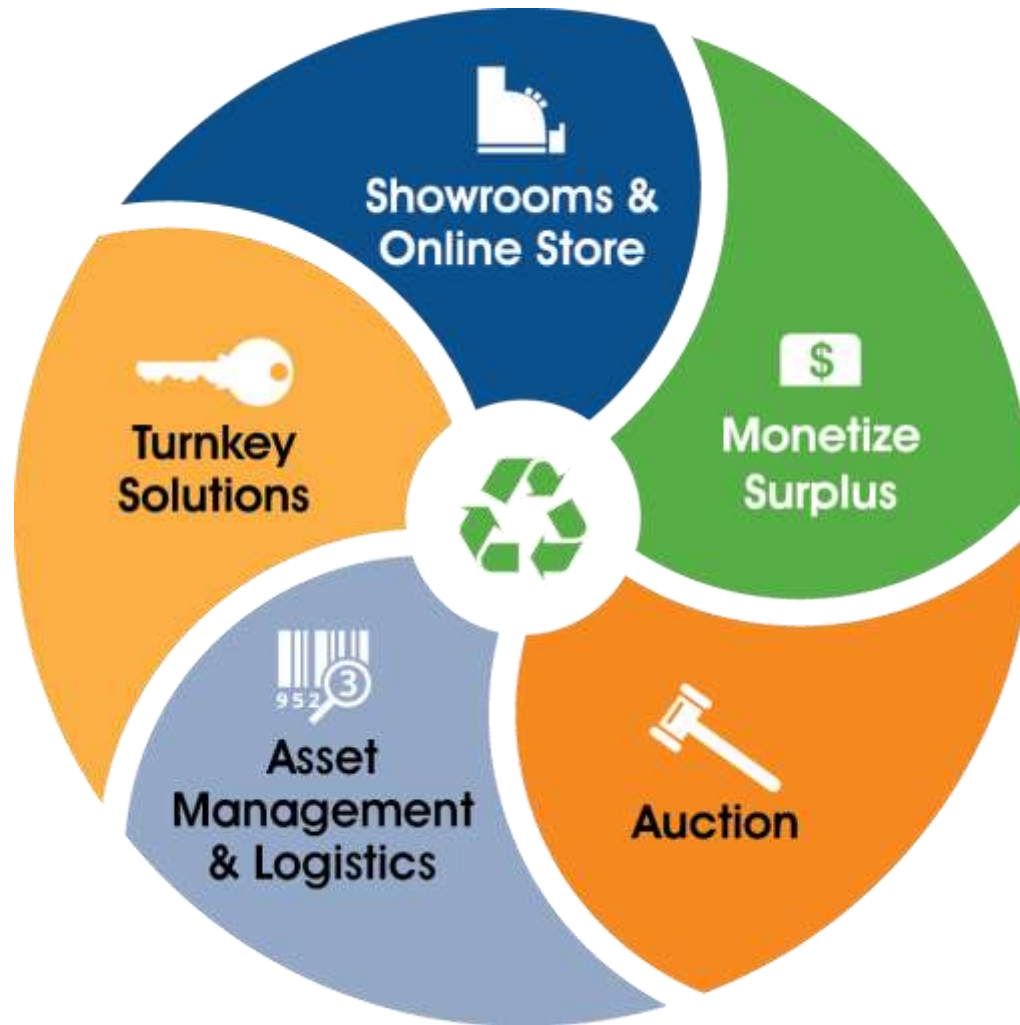 Showrooms &
Online Store
$
Monetize
Surplus
Auction
952 3
Asset
Management
& Logistics
Turnkey
Solutions